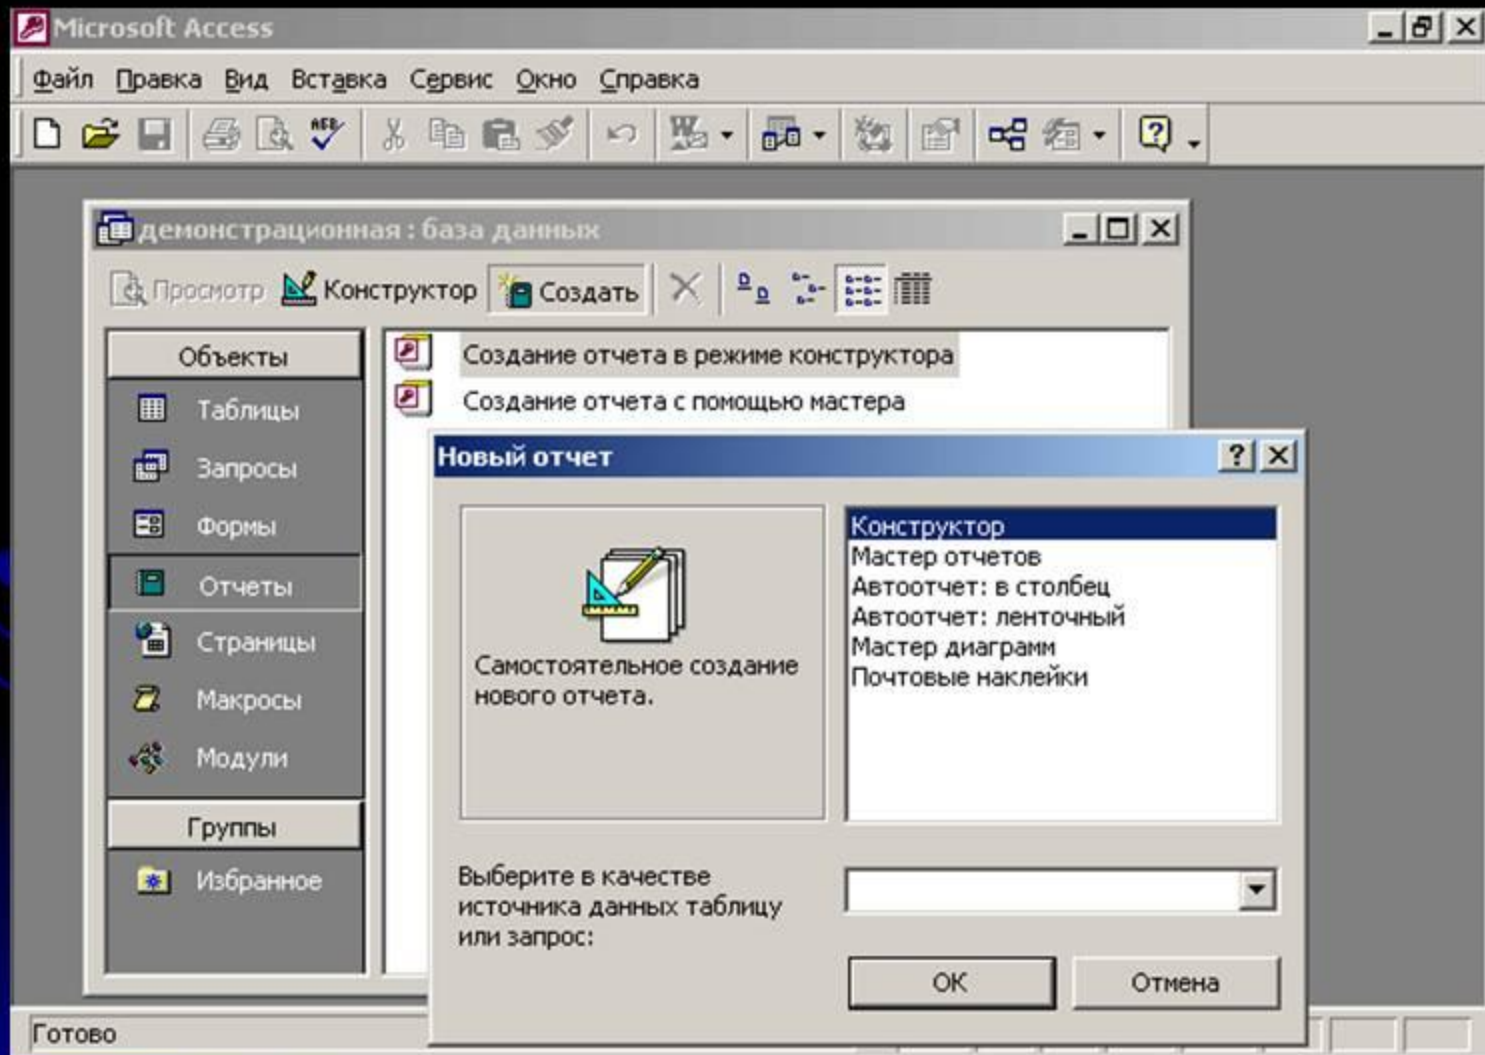 Microsoft Access
Файл Правка Вид Вставка Сервис Окно Справка
демонстрационная : база данных
Просмотр Конструктор Создать
Объекты
Таблицы
Запросы
Формы
Отчеты
Страницы
Макросы
Модули
Группы
Избранное
Создание отчета в режиме конструктора
Создание отчета с помощью мастера
Новый отчет
Самостоятельное создание
нового отчета.
Конструктор
Мастер отчетов
Автоотчет: в столбец
Автоотчет: ленточный
Мастер диаграмм
Почтовые наклейки
Выберите в качестве
источника данных таблицу
или запрос:
ОК
Отмена
Готово